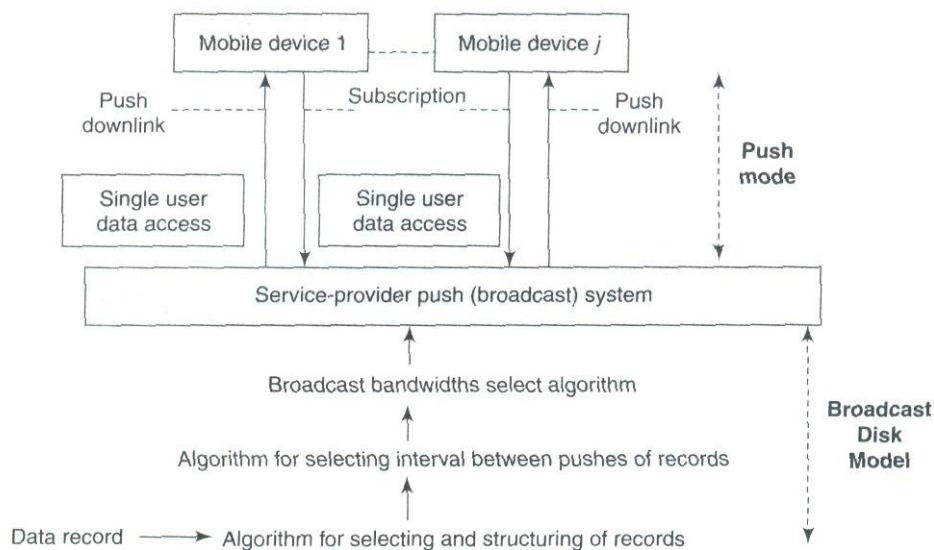 Mobile device 1
Mobile device j
Push
downlink
Subscription
Push
downlink
Push
mode
Single user
data access
Single user
data access
Service-provider push (broadcast) system
Broadcast bandwidths select algorithm
Broadcast
Disk
Model
Algorithm for selecting interval between pushes of records
Data record
Algorithm for selecting and structuring of records